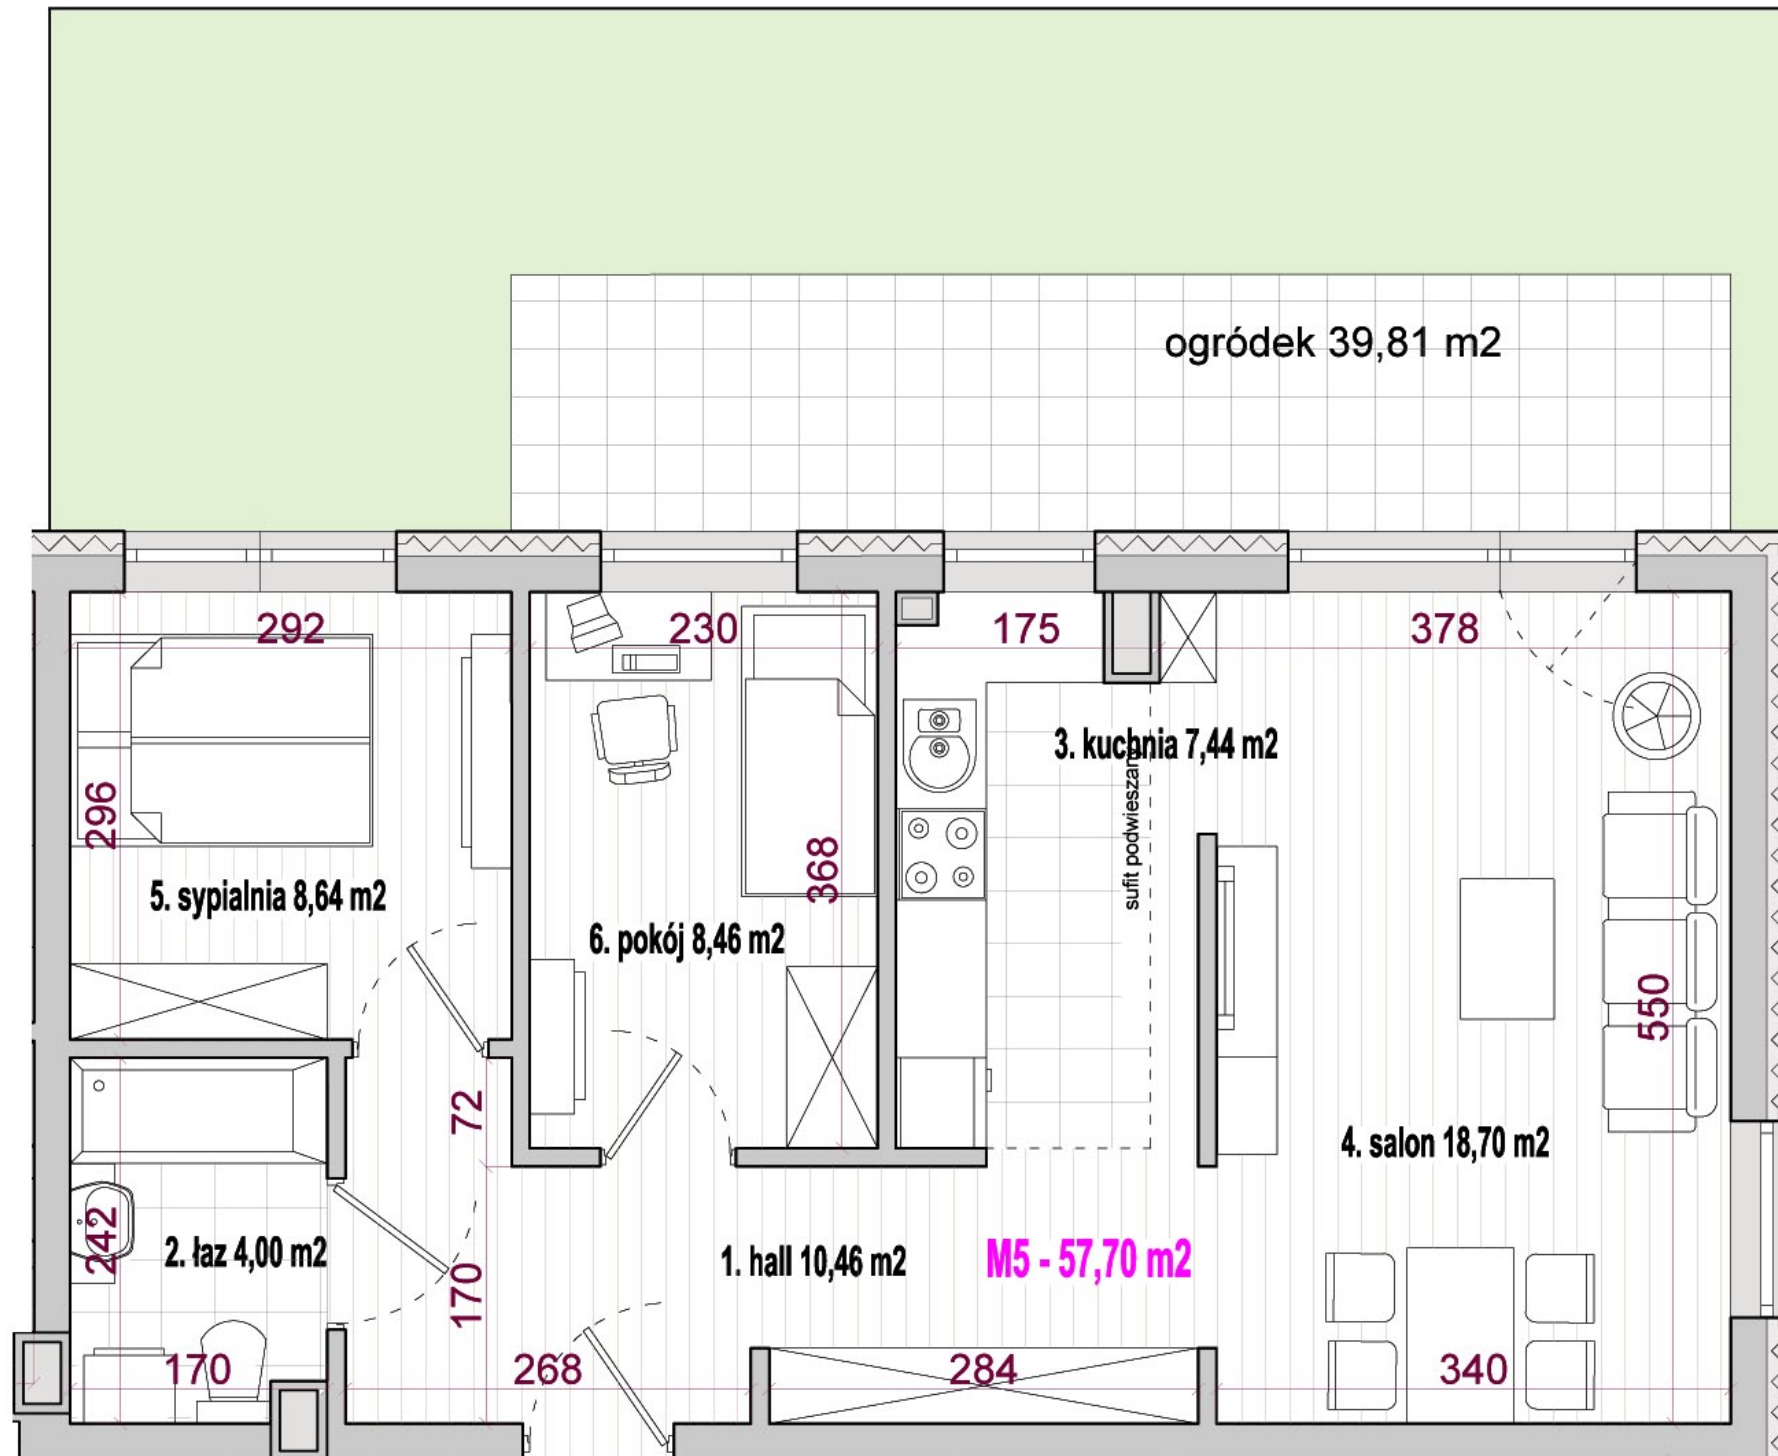 ogródek 39,81 m2
292
230
175
378
3. kuchnia 7,44 m2
sufit podwieszany
296
368
5. sypialnia 8,64 m2
6. pokój 8,46 m2
550
72
4. salon 18,70 m2
242
2. łaz 4,00 m2
1. hall 10,46 m2
M5 - 57,70 m2
170
170
268
284
340